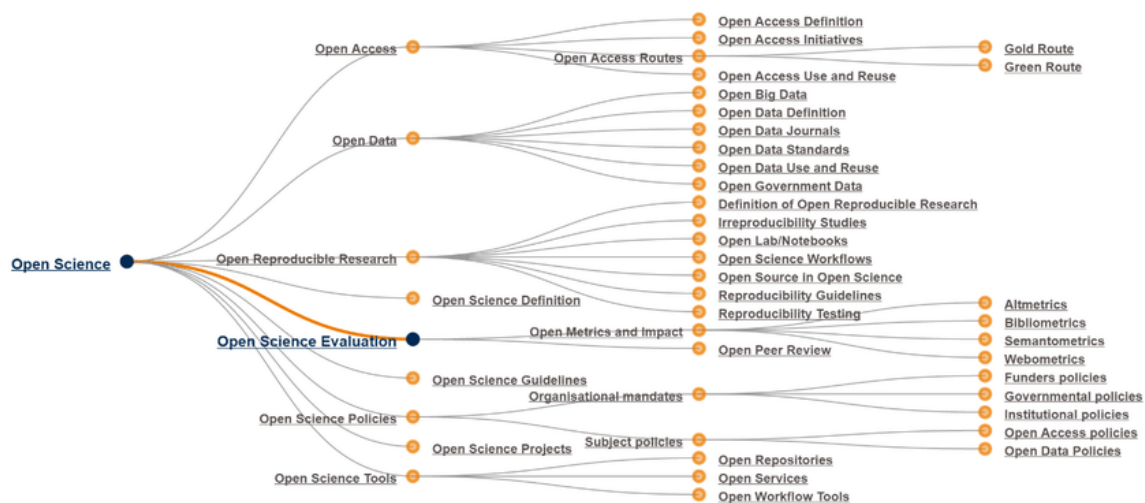 Open Science
Open Access
Open Access Definition
Open Access Initiatives
Open Access Routes
Gold Route
Green Route
Open Access Use and Reuse
Open Data
Open Big Data
Open Data Definition
Open Data Journals
Open Data Standards
Open Data Use and Reuse
Open Government Data
Open Reproducible Research
Definition of Open Reproducible Research
Irreproducibility Studies
Open Lab/Notebooks
Open Science Workflows
Open Source in Open Science
Reproducibility Guidelines
Reproducibility Testing
Open Science Definition
Open Science Evaluation
Open Metrics and Impact
Altmetrics
Bibliometrics
Semantometrics
Webometrics
Open Peer Review
Open Science Guidelines
Open Science Policies
Organisational mandates
Funders policies
Governmental policies
Institutional policies
Subject policies
Open Access policies
Open Data Policies
Open Science Projects
Open Science Tools
Open Repositories
Open Services
Open Workflow Tools